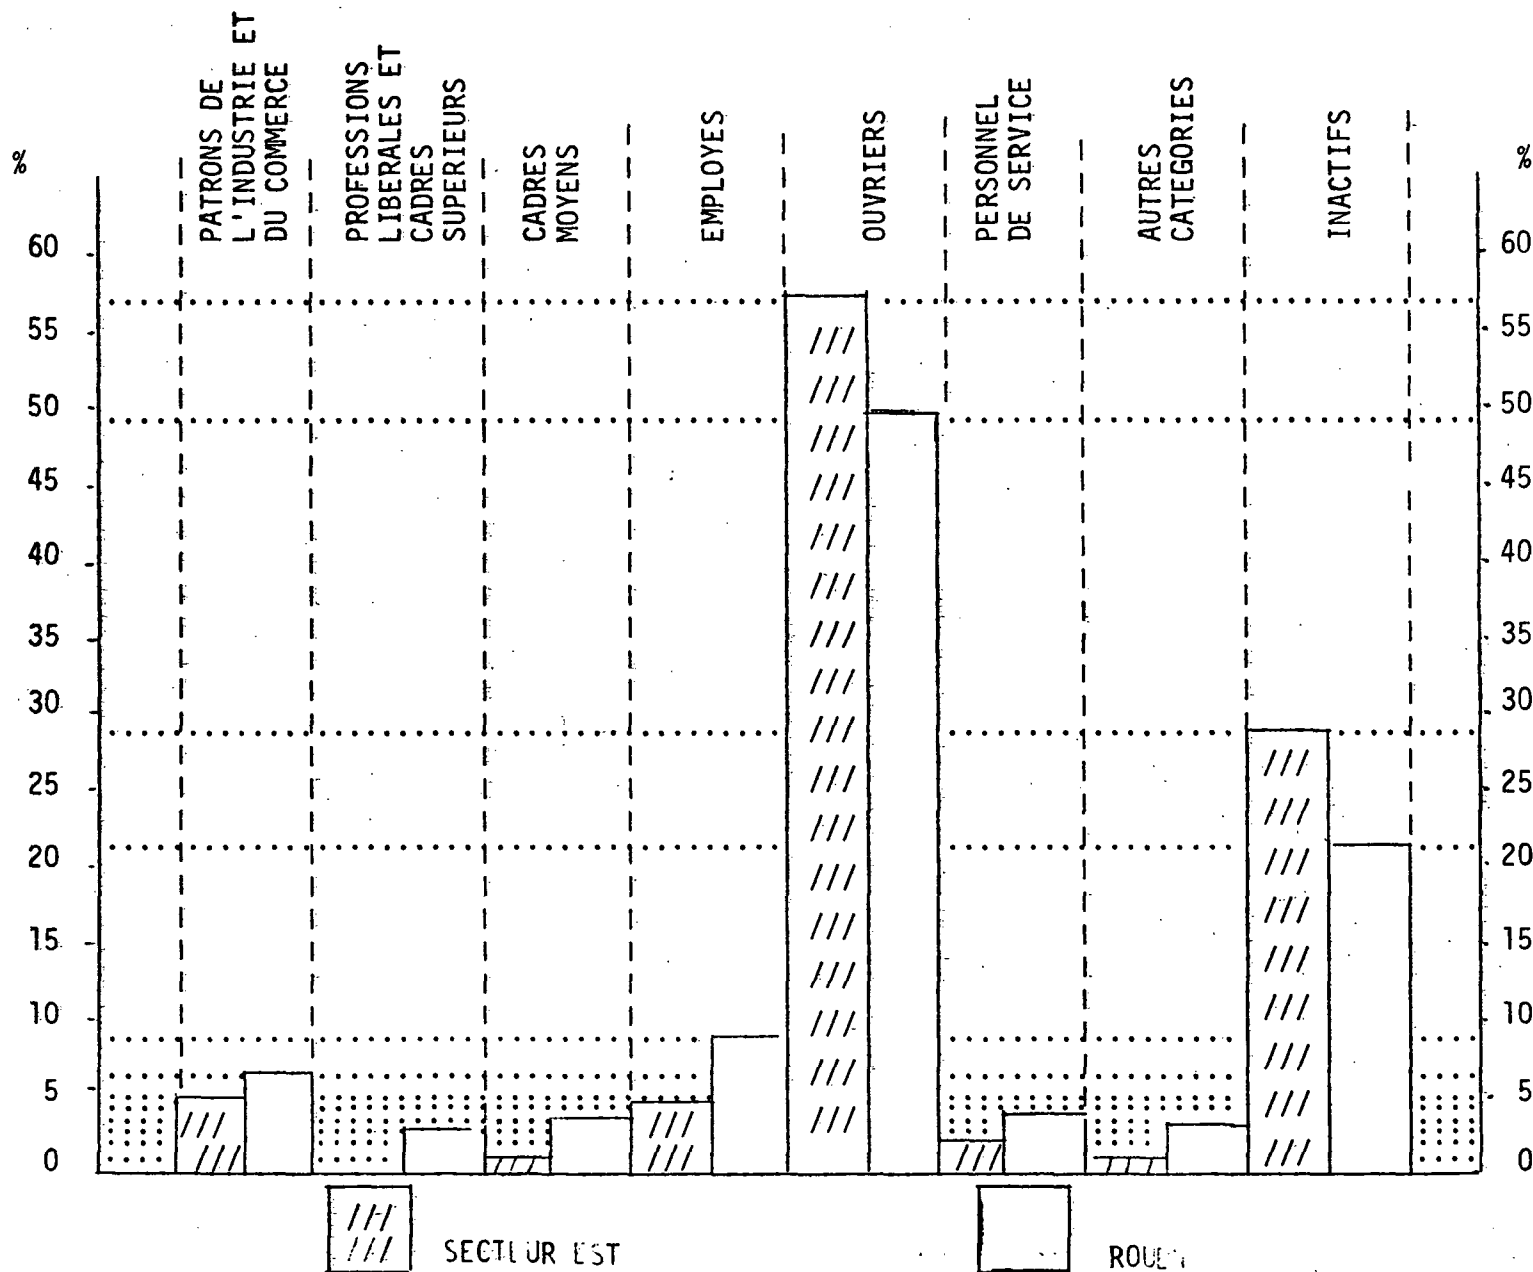 PATRONS DE
L'INDUSTRIE ET
DU COMMERCE
PROFESSIONS
LIBERALES ET
CADRES
SUPERIEURS
CADRES
MOYENS
EMPLOYES
OUVRIERS
PERSONNEL
DE SERVICE
AUTRES
CATEGORIES
INACTIFS
% %
60 60
55 55
50 50
45 45
40 40
35 35
30 30
25 25
20 20
15 15
10 10
5 5
0 0
SECTEUR EST